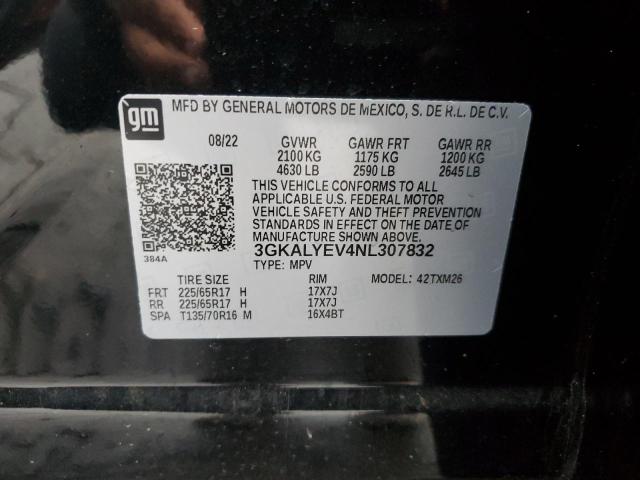 gm
MFD BY GENERAL MOTORS DE MEXICO, S. DE R.L. DE C.V.
08/22 GVWR GAWR FRT GAWR RR
2100 KG 1175 KG 1200 KG
4630 LB 2590 LB 2645 LB
THIS VEHICLE CONFORMS TO ALL
APPLICABLE U.S. FEDERAL MOTOR
VEHICLE SAFETY AND THEFT PREVENTION
STANDARDS IN EFFECT ON THE DATE OF
MANUFACTURE SHOWN ABOVE.
384A 3GKALYEV4NL307832
TYPE: MPV
TIRE SIZE RIM MODEL: 42TXM26
FRT 225/65R17 H 17X7J
RR 225/65R17 H 17X7J
SPA T135/70R16 M 16X4BT